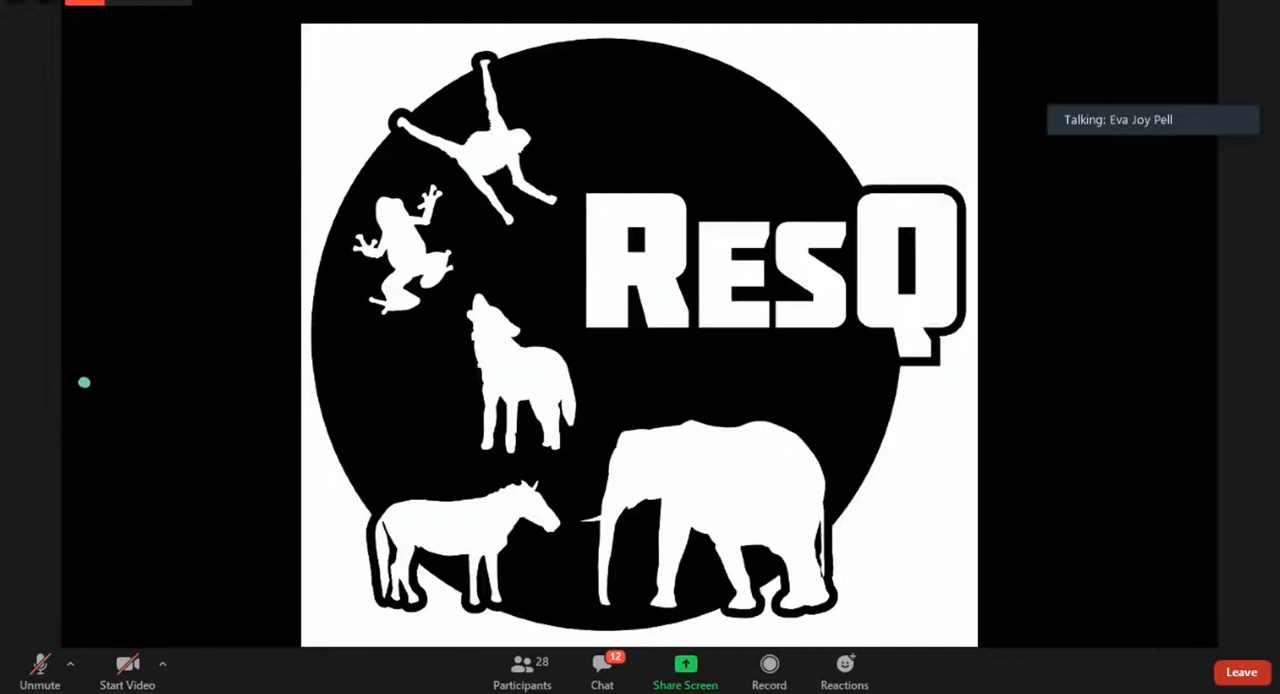 Talking: Eva Joy Pell
ResQ
28
12
Unmute
Start Video
Participants
Chat
Share Screen
Record
Reactions
Leave